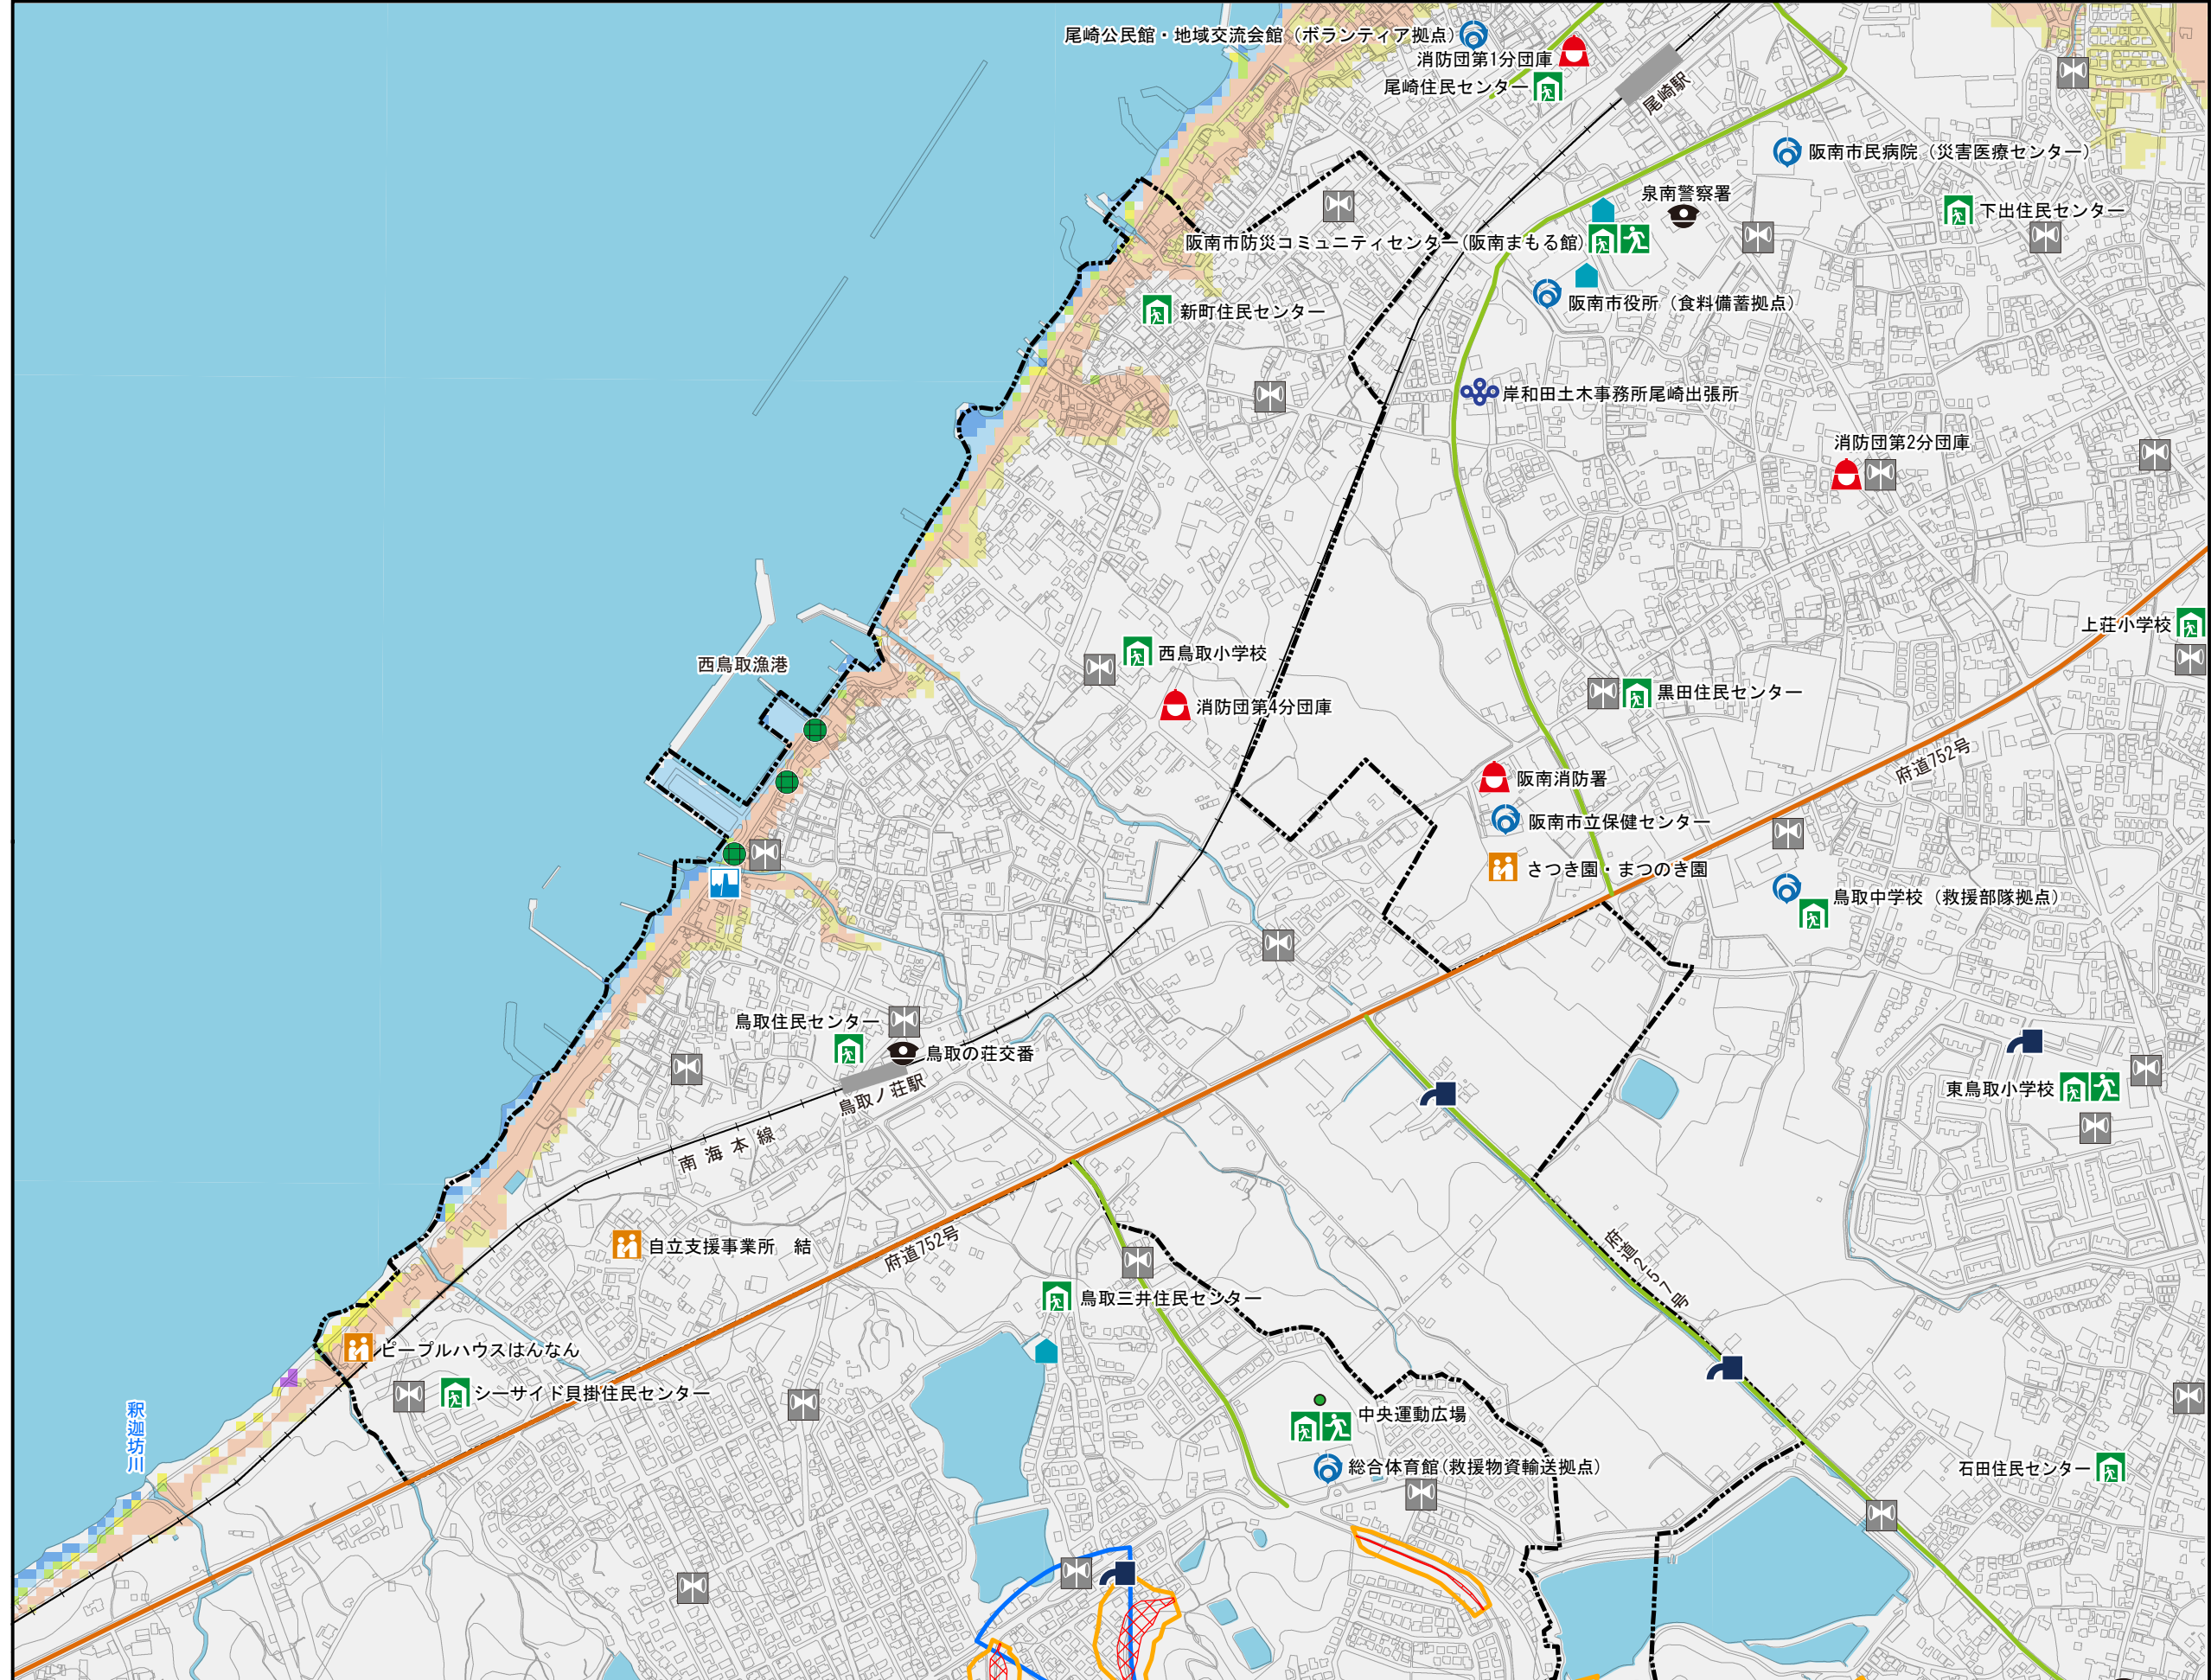 尾崎公民館・地域交流会館（ボランティア拠点）
消防団第1分団庫
尾崎住民センター
尾崎駅
阪南市民病院（災害医療センター）
泉南警察署
下出住民センター
阪南市防災コミュニティセンター(阪南まもる館)
阪南市役所（食料備蓄拠点）
新町住民センター
岸和田土木事務所尾崎出張所
消防団第2分団庫
上荘小学校
西鳥取漁港
西鳥取小学校
黒田住民センター
消防団第4分団庫
府道752号
阪南消防署
阪南市立保健センター
さつき園・まつのき園
鳥取中学校（救援部隊拠点）
鳥取住民センター
鳥取の荘交番
鳥取ノ荘駅
東鳥取小学校
南海本線
自立支援事業所　結
府道752号
府道257号
鳥取三井住民センター
ピープルハウスはんなん
シーサイド貝掛住民センター
釈迦坊川
中央運動広場
総合体育館(救援物資輸送拠点)
石田住民センター